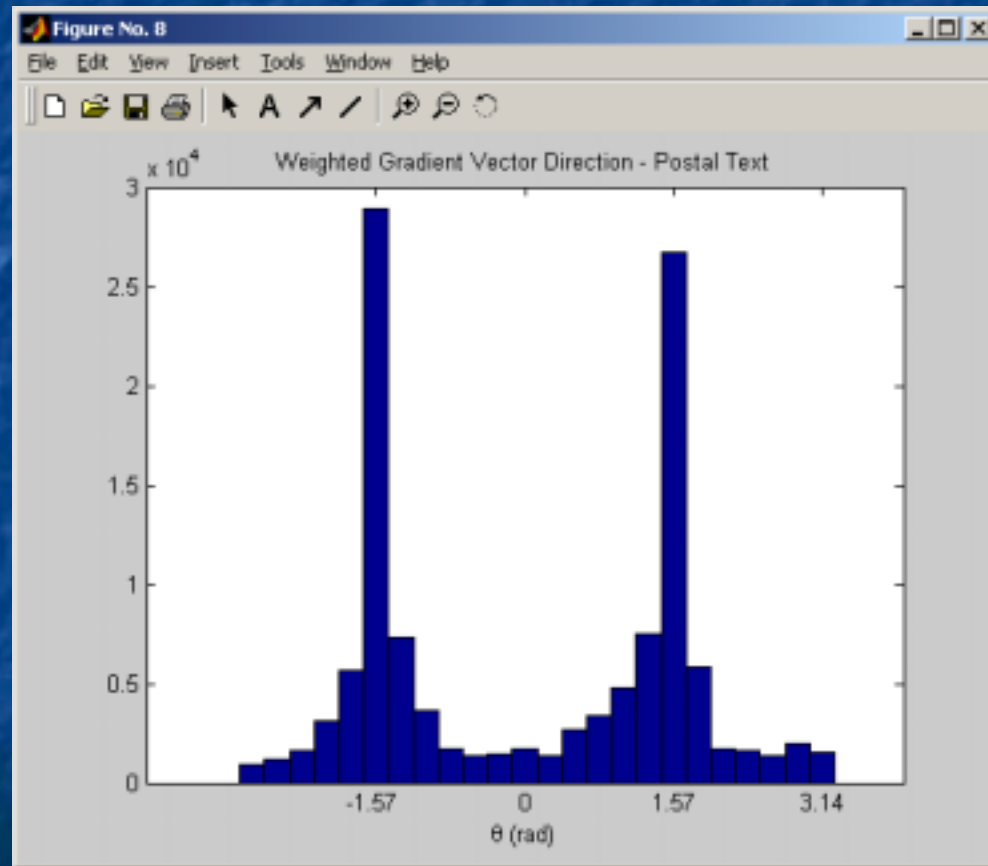 Figure No. 8
File Edit View Insert Tools Window Help
A
x 10^4
Weighted Gradient Vector Direction - Postal Text
3
2.5
2
1.5
1
0.5
0
-1.57 0 1.57 3.14
θ (rad)